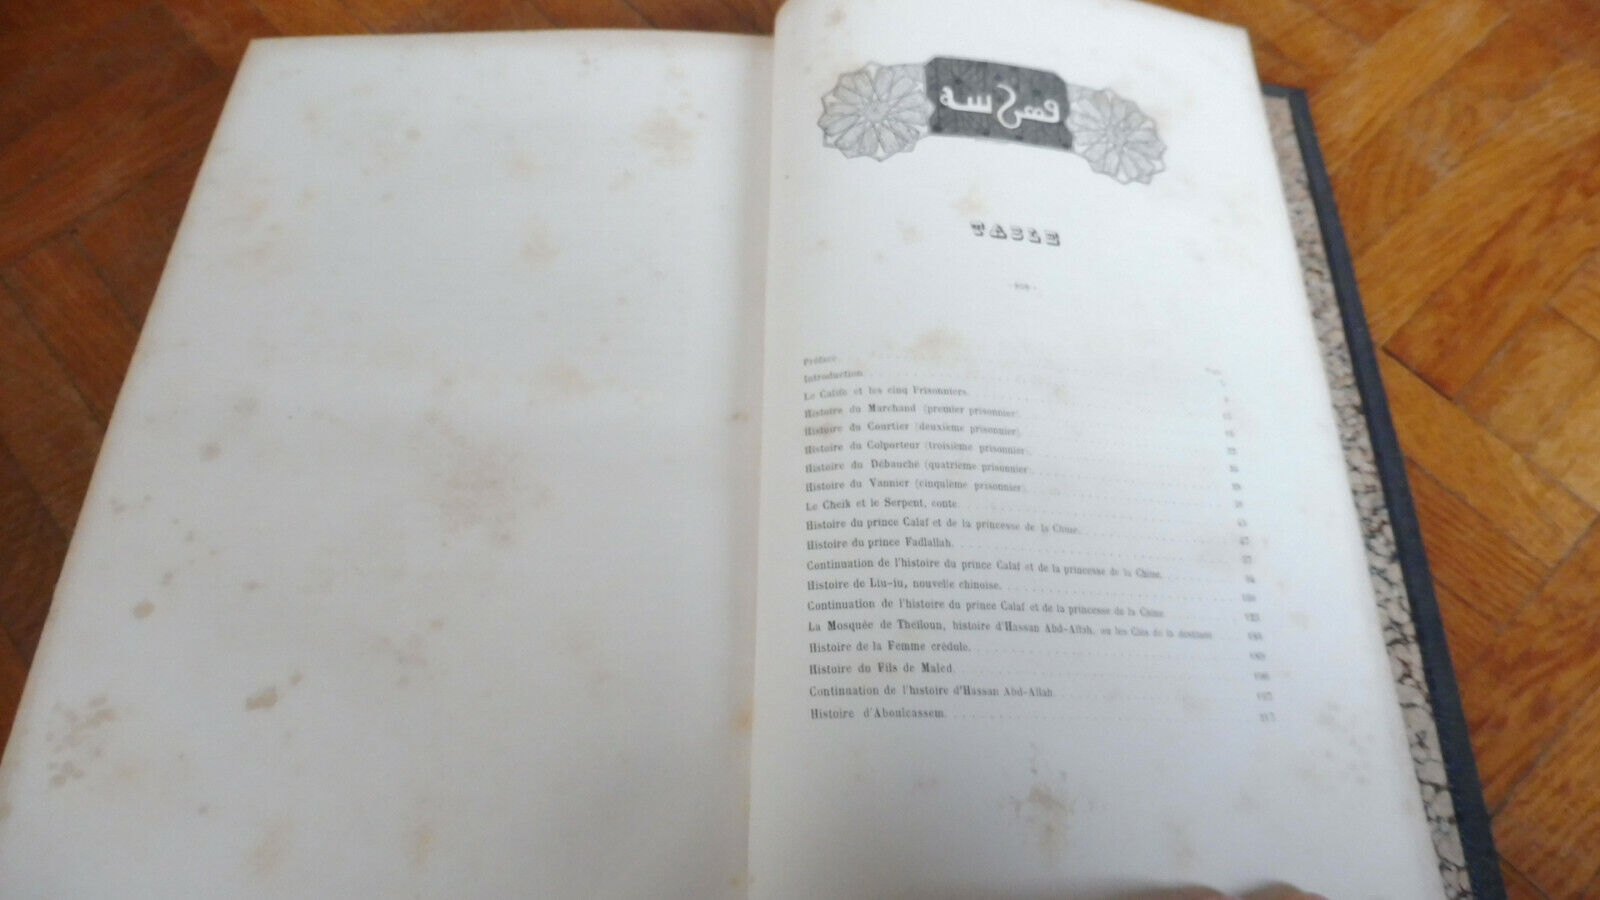 TABLE
Préface.
Introduction.
Le Calife et les cinq Prisonniers.
Histoire du Marchand (premier prisonnier).
Histoire du Courtier (deuxième prisonnier).
Histoire du Colporteur (troisième prisonnier).
Histoire du Débauché (quatrième prisonnier).
Histoire du Vannier (cinquième prisonnier).
Le Cheik et le Serpent, conte.
Histoire du prince Calaf et de la princesse de la Chine.
Histoire du prince Fadlallah.
Continuation de l'histoire du prince Calaf et de la princesse de la Chine.
Histoire de Liu-iu, nouvelle chinoise.
Continuation de l'histoire du prince Calaf et de la princesse de la Chine.
La Mosquée de Theiloun, histoire d'Hassan Abd-Allah, ou les Clés de la destinée.
Histoire de la Femme crédule.
Histoire du Fils de Maled.
Continuation de l'histoire d'Hassan Abd-Allah.
Histoire d'Aboulcassem.